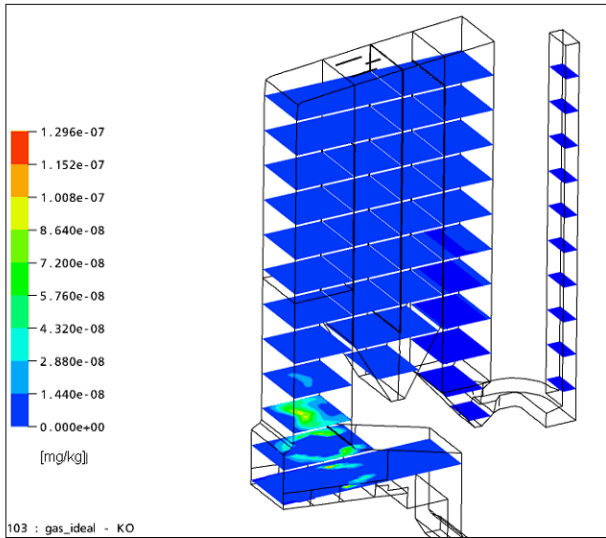 1.296e-07
1.152e-07
1.008e-07
8.640e-08
7.200e-08
5.760e-08
4.320e-08
2.880e-08
1.440e-08
0.000e+00
[mg/kg]
103 : gas_ideal - KO